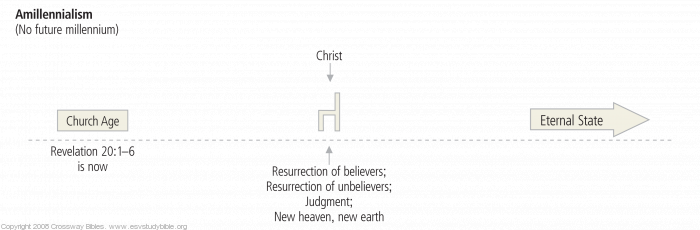 Amillennialism
(No future millennium)
Christ
Church Age
Eternal State
Revelation 20:1–6
is now
Resurrection of believers;
Resurrection of unbelievers;
Judgment;
New heaven, new earth
Copyright 2008 Crossway Bibles. www.esvstudybible.org